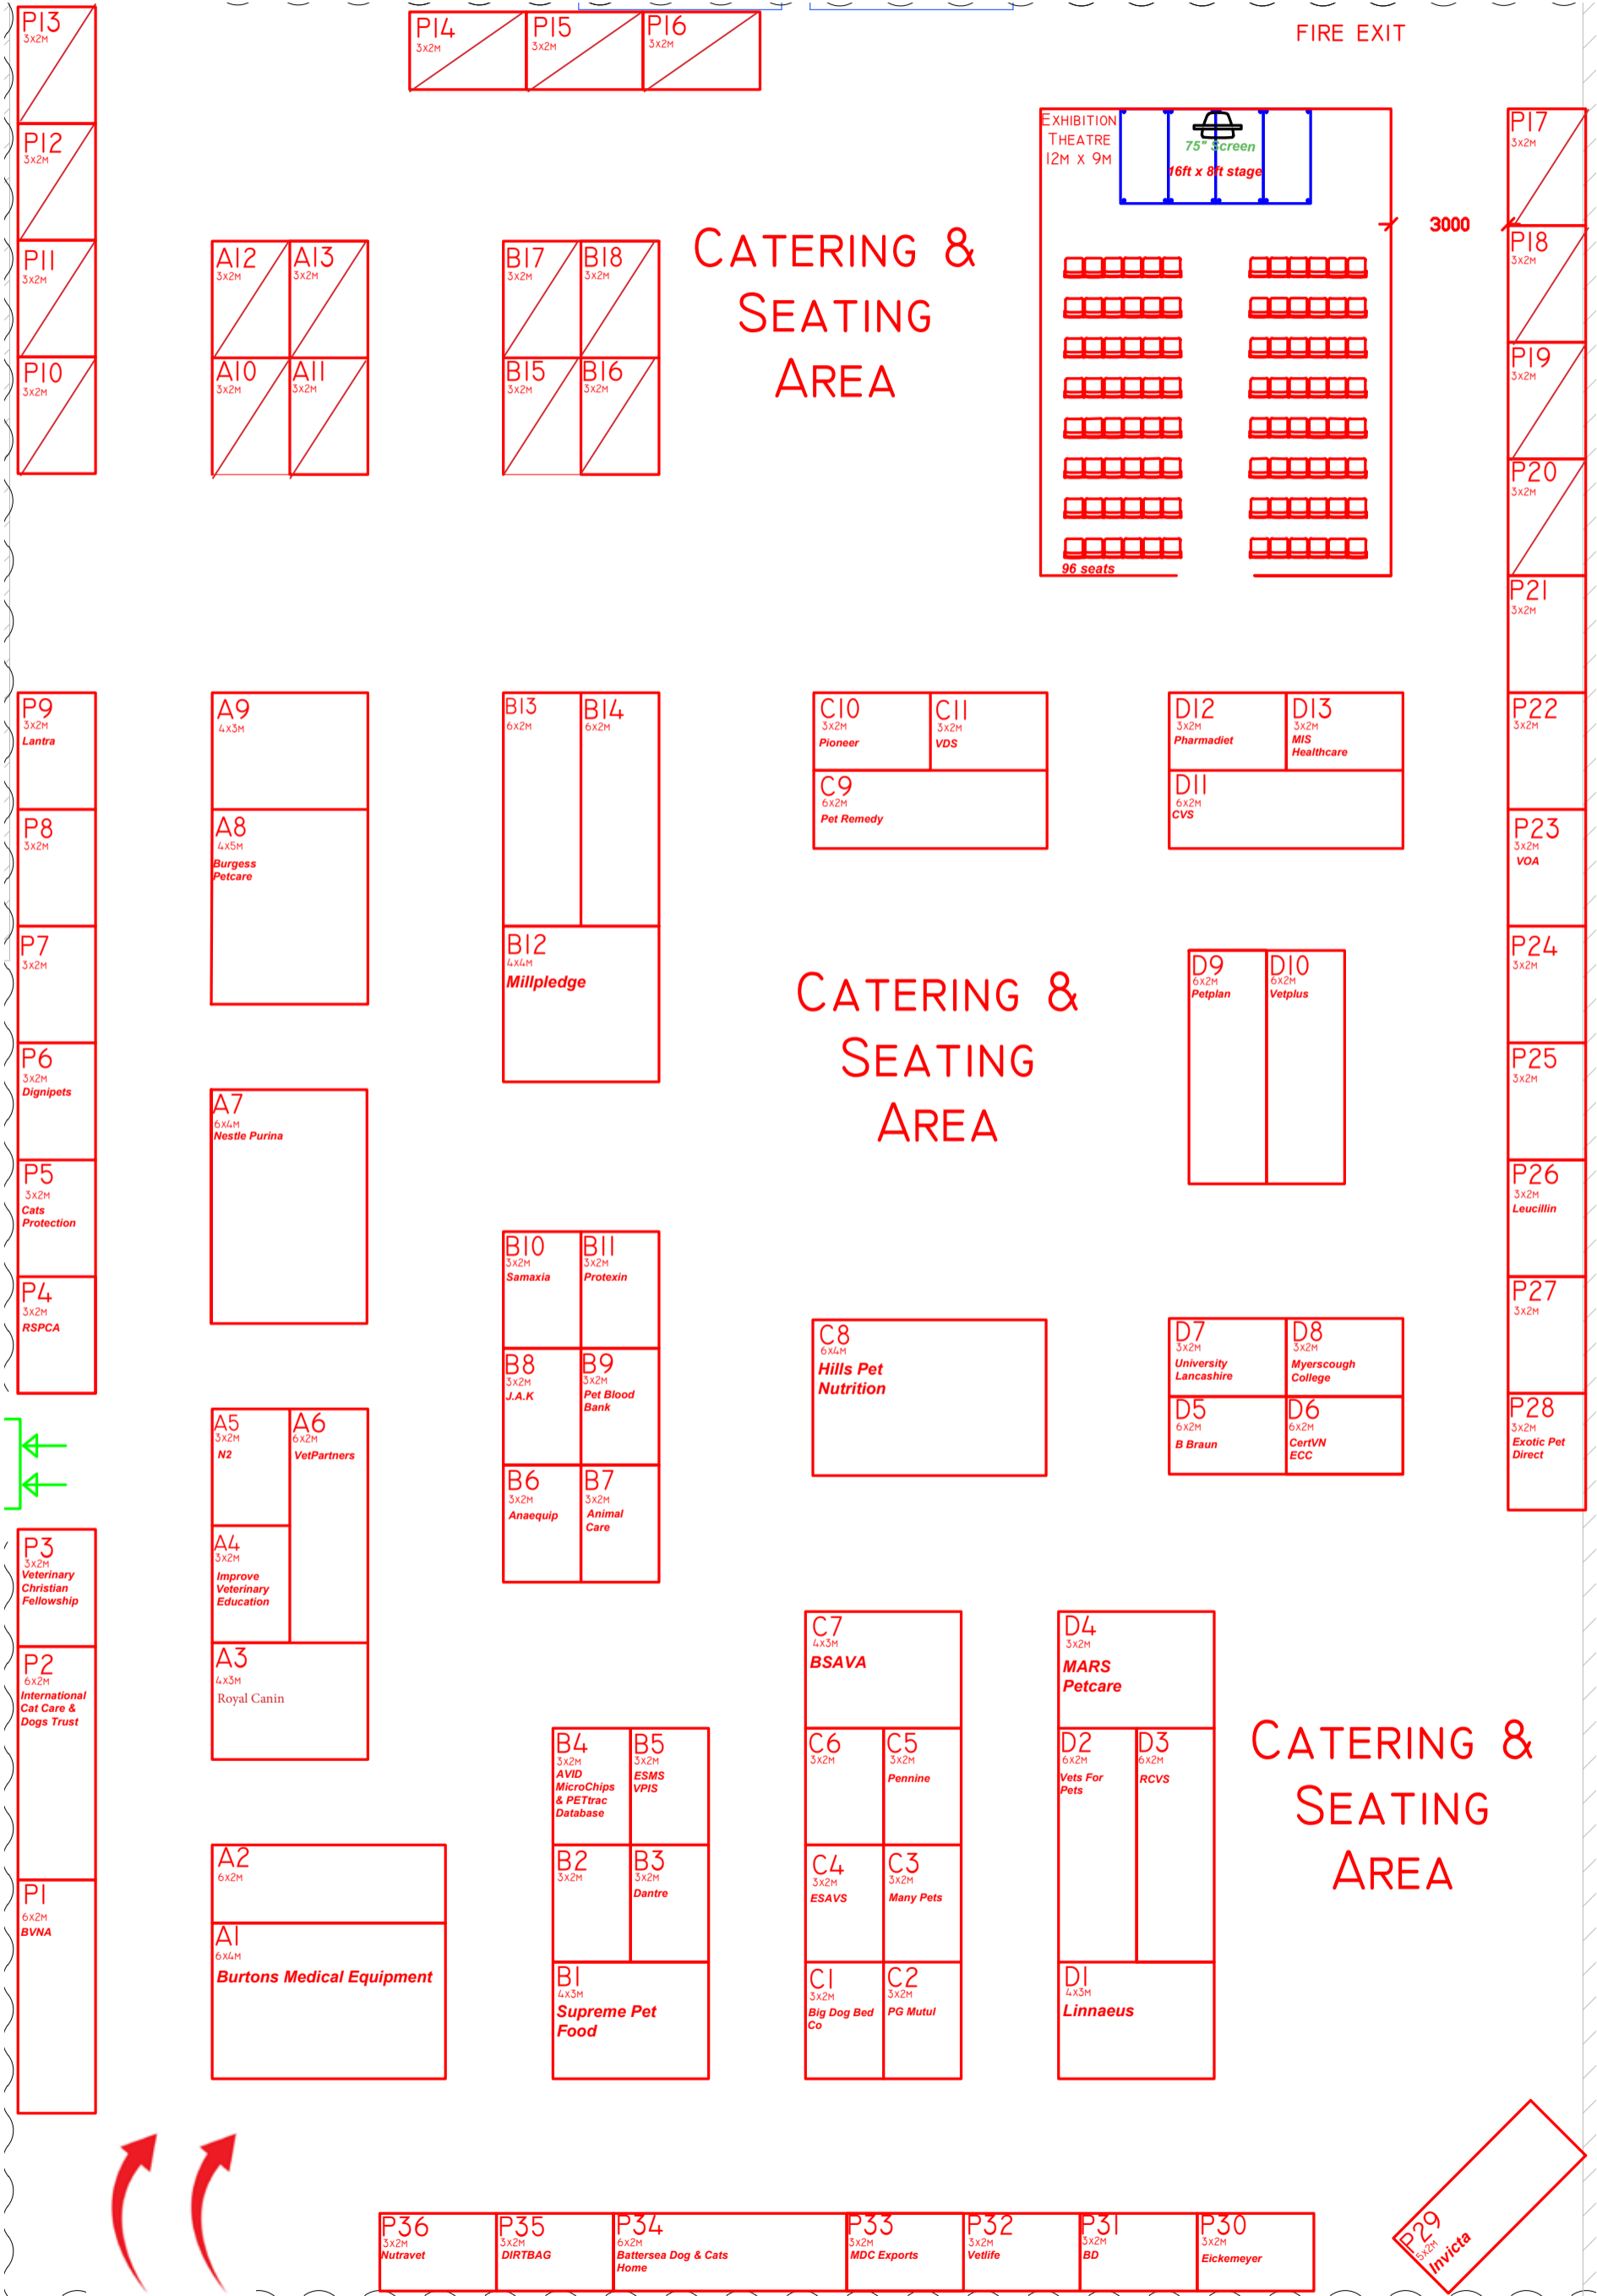 P13
3x2M
P14
3x2M
P15
3x2M
P16
3x2M
FIRE EXIT
P12
3x2M
P11
3x2M
P10
3x2M
A12
3x2M
A13
3x2M
A10
3x2M
A11
3x2M
B17
3x2M
B18
3x2M
B15
3x2M
B16
3x2M
CATERING &
SEATING
AREA
EXHIBITION
THEATRE
12M X 9M
75" Screen
16ft x 8ft stage
96 seats
3000
P17
3x2M
P18
3x2M
P19
3x2M
P20
3x2M
P21
3x2M
P22
3x2M
P23
3x2M
VOA
P24
3x2M
P25
3x2M
P26
3x2M
Leucillin
P27
3x2M
P28
3x2M
Exotic Pet
Direct
P9
3x2M
Lantra
P8
3x2M
P7
3x2M
P6
3x2M
Dignipets
P5
3x2M
Cats
Protection
P4
3x2M
RSPCA
A9
4x3M
A8
4x5M
Burgess
Petcare
A7
6x4M
Nestle Purina
B13
6x2M
B14
6x2M
B12
4x4M
Millpledge
C10
3x2M
Pioneer
C11
3x2M
VDS
C9
6x2M
Pet Remedy
D12
3x2M
Pharmadiet
D13
3x2M
MIS
Healthcare
D11
6x2M
CVS
CATERING &
SEATING
AREA
D9
6x2M
Petplan
D10
6x2M
Vetplus
B10
3x2M
Samaxia
B11
3x2M
Protexin
B8
3x2M
J.A.K
B9
3x2M
Pet Blood
Bank
B6
3x2M
Anaequip
B7
3x2M
Animal
Care
C8
6x4M
Hills Pet
Nutrition
D7
3x2M
University
Lancashire
D8
3x2M
Myerscough
College
D5
6x2M
B Braun
D6
6x2M
CertVN
ECC
A5
3x2M
N2
A6
6x2M
VetPartners
A4
3x2M
Improve
Veterinary
Education
A3
4x3M
Royal Canin
P3
3x2M
Veterinary
Christian
Fellowship
P2
6x2M
International
Cat Care &
Dogs Trust
P1
6x2M
BVNA
A2
6x2M
A1
6x4M
Burtons Medical Equipment
B4
3x2M
AVID
MicroChips
& PETtrac
Database
B5
3x2M
ESMS
VPIS
B2
3x2M
B3
3x2M
Dantre
B1
4x3M
Supreme Pet
Food
C7
4x3M
BSAVA
C6
3x2M
C5
3x2M
Pennine
C4
3x2M
ESAVS
C3
3x2M
Many Pets
C1
3x2M
Big Dog Bed
Co
C2
3x2M
PG Mutul
D4
3x2M
MARS
Petcare
D2
6x2M
Vets For
Pets
D3
6x2M
RCVS
D1
4x3M
Linnaeus
CATERING &
SEATING
AREA
P36
3x2M
Nutravet
P35
3x2M
DIRTBAG
P34
6x2M
Battersea Dog & Cats
Home
P33
3x2M
MDC Exports
P32
3x2M
Vetlife
P31
3x2M
BD
P30
3x2M
Eickemeyer
P29
5x2M
Invicta